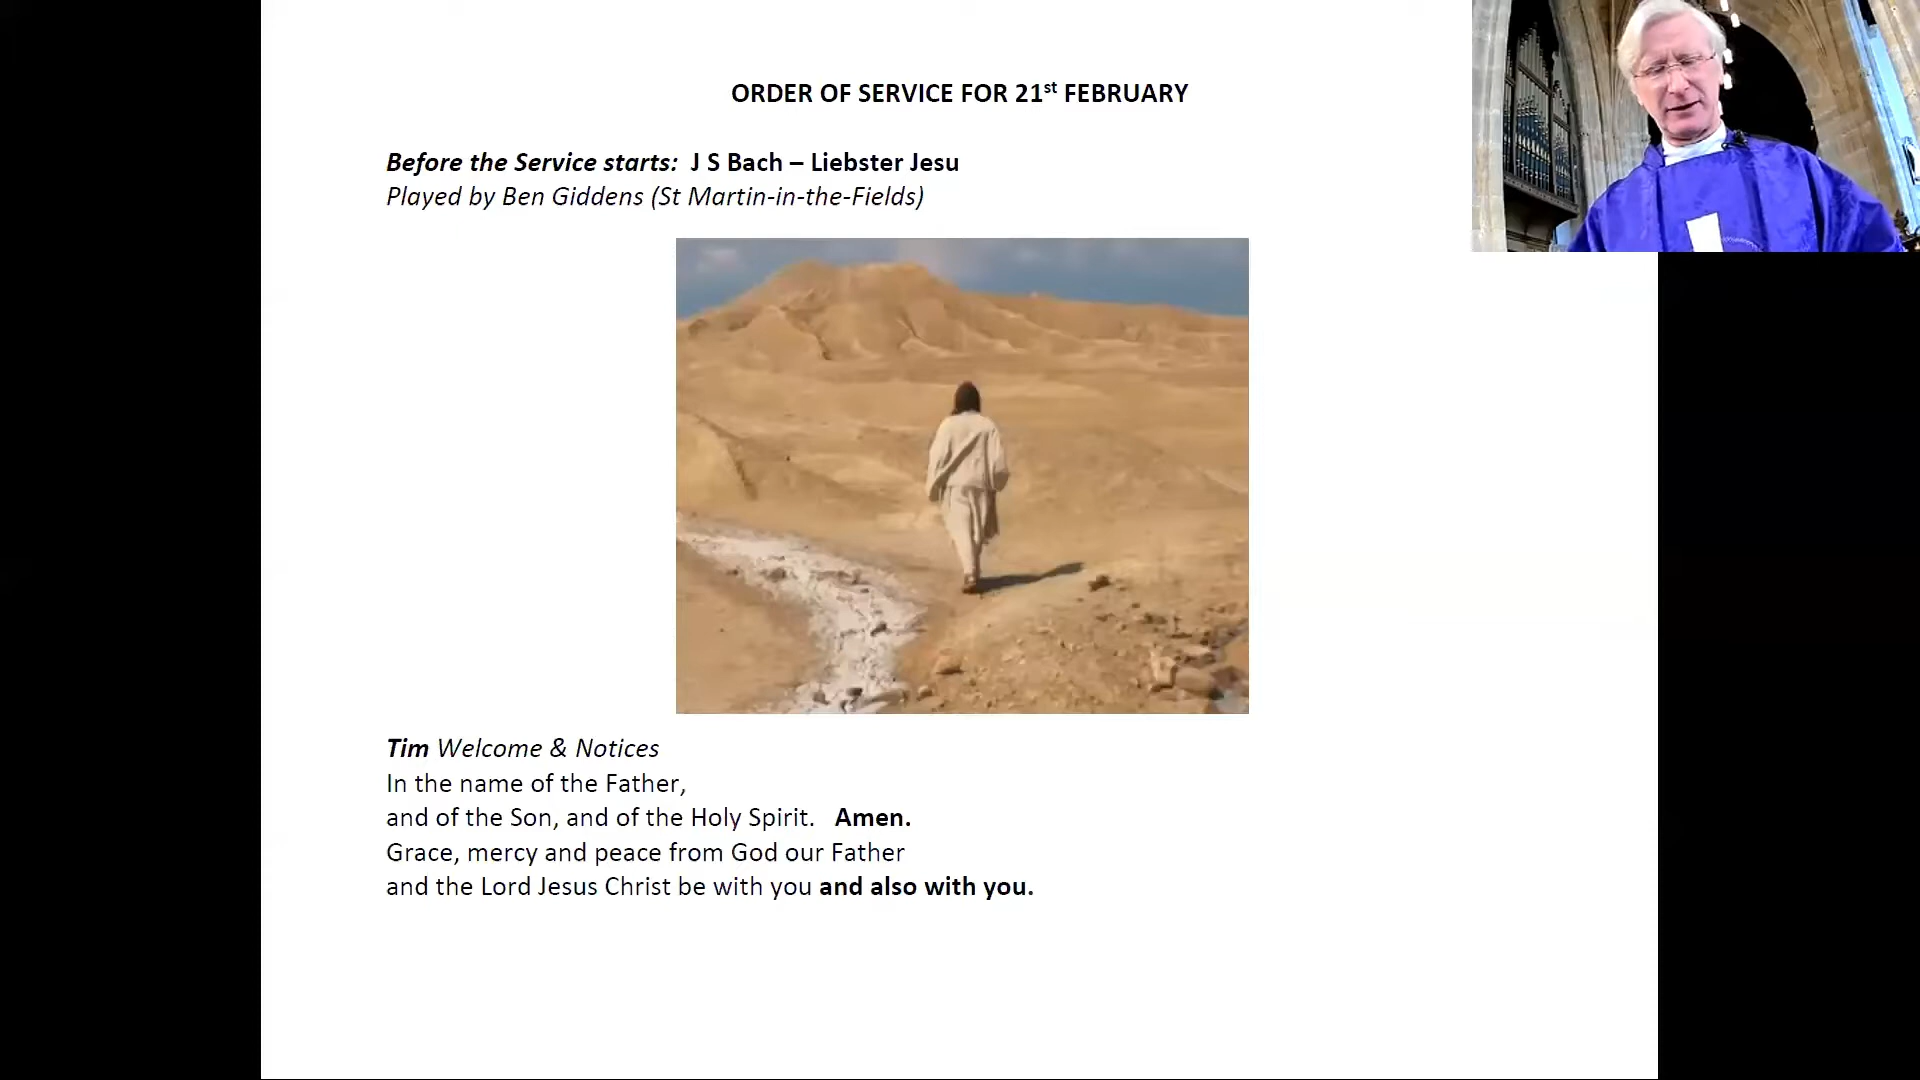 ORDER OF SERVICE FOR 21st FEBRUARY
Before the Service starts: J S Bach – Liebster Jesu
Played by Ben Giddens (St Martin-in-the-Fields)
Tim Welcome & Notices
In the name of the Father,
and of the Son, and of the Holy Spirit. Amen.
Grace, mercy and peace from God our Father
and the Lord Jesus Christ be with you and also with you.